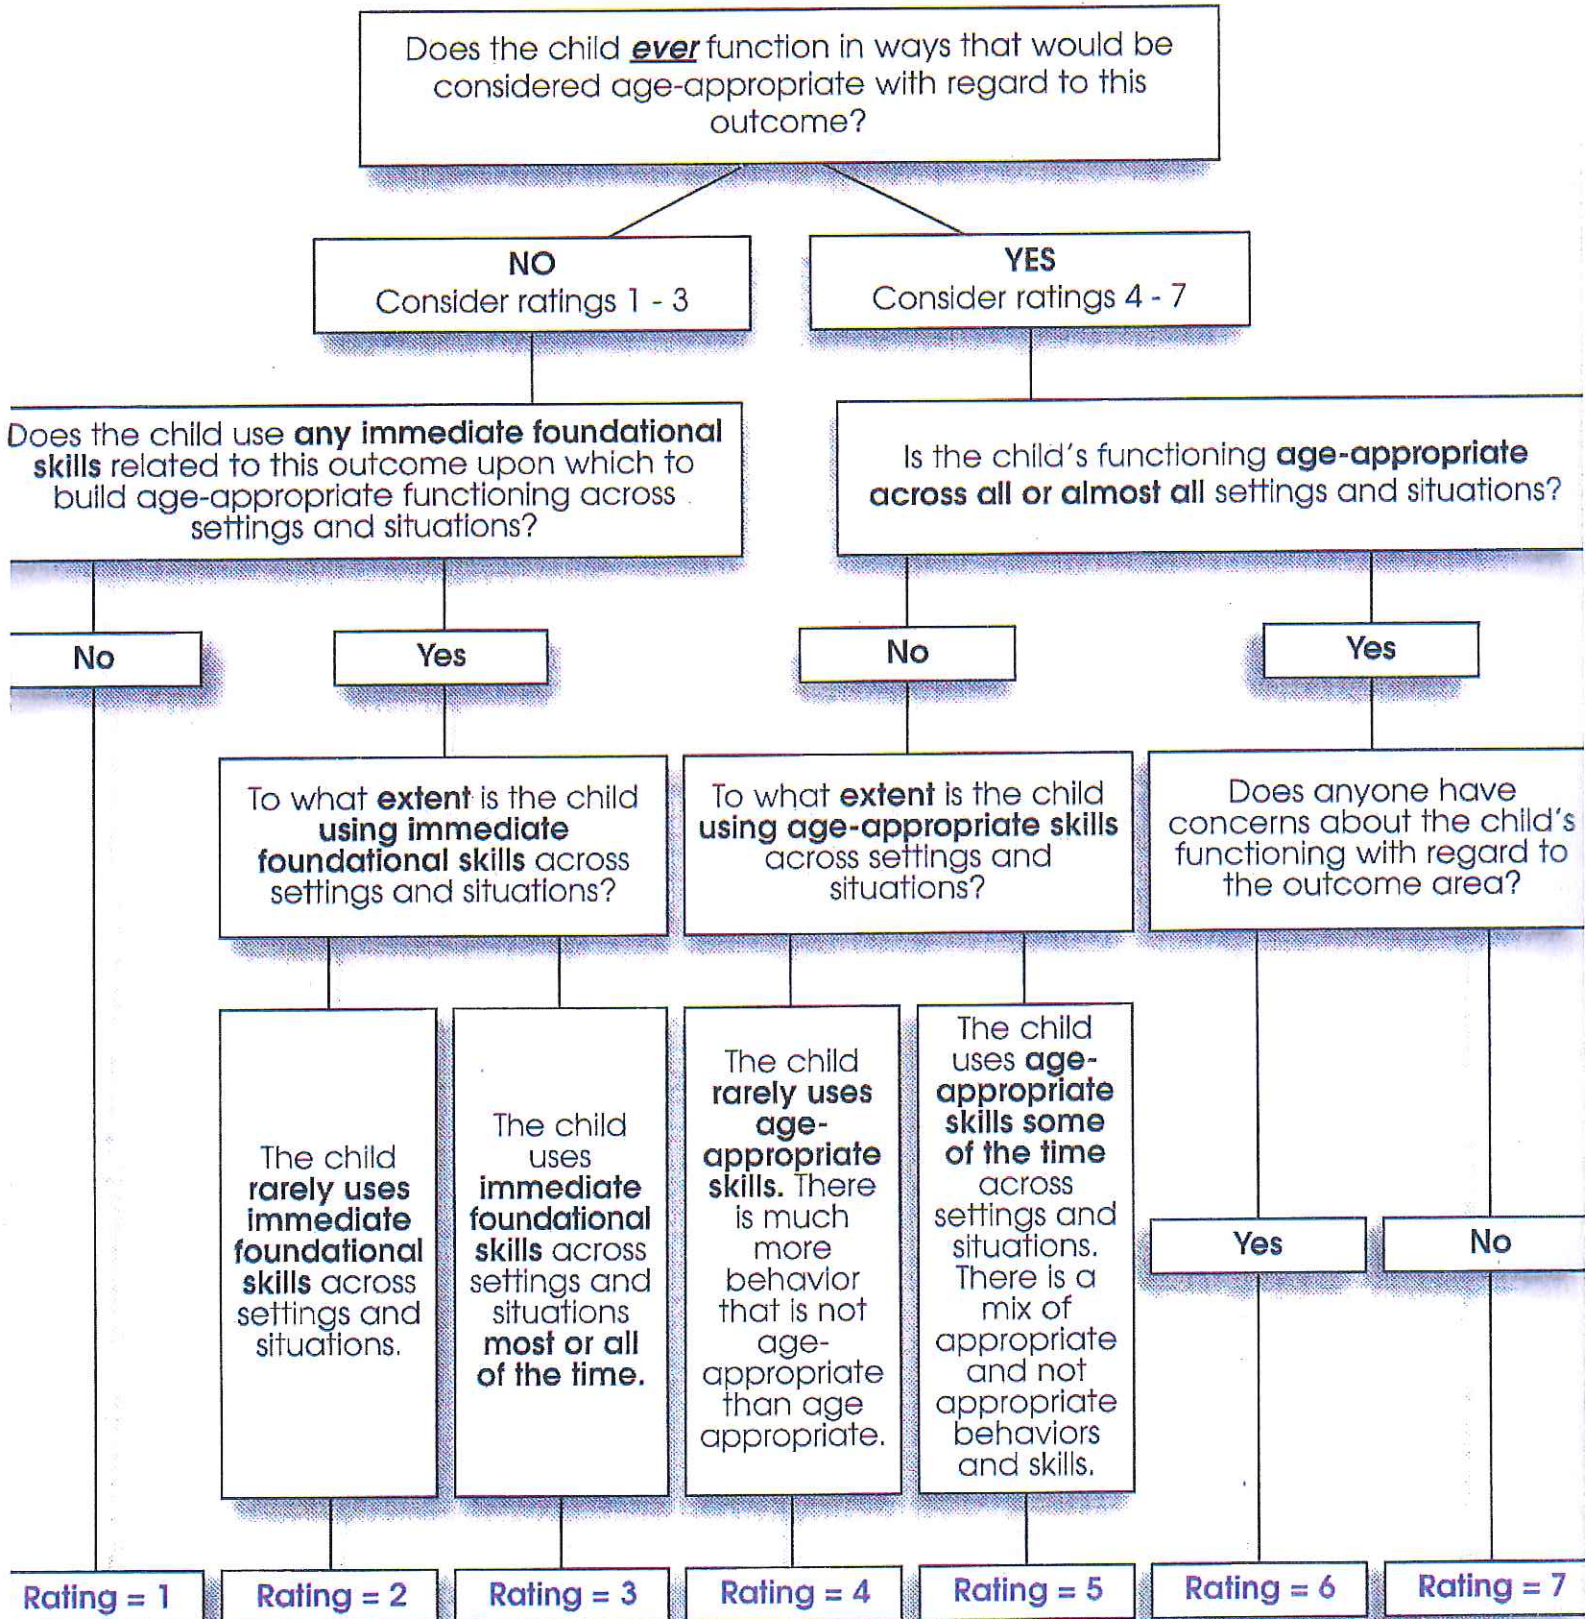 Does the child ever function in ways that would be
considered age-appropriate with regard to this
outcome?
NO
Consider ratings 1 - 3
YES
Consider ratings 4 - 7
Does the child use any immediate foundational
skills related to this outcome upon which to
build age-appropriate functioning across
settings and situations?
Is the child's functioning age-appropriate
across all or almost all settings and situations?
No
Yes
No
Yes
To what extent is the child
using immediate
foundational skills across
settings and situations?
To what extent is the child
using age-appropriate skills
across settings and
situations?
Does anyone have
concerns about the child's
functioning with regard to
the outcome area?
The child
rarely uses
immediate
foundational
skills across
settings and
situations.
The child
uses
immediate
foundational
skills across
settings and
situations
most or all
of the time.
The child
rarely uses
age-
appropriate
skills. There
is much
more
behavior
that is not
age-
appropriate
than age
appropriate.
The child
uses age-
appropriate
skills some
of the time
across
settings and
situations.
There is a
mix of
appropriate
and not
appropriate
behaviors
and skills.
Yes
No
Rating = 1
Rating = 2
Rating = 3
Rating = 4
Rating = 5
Rating = 6
Rating = 7